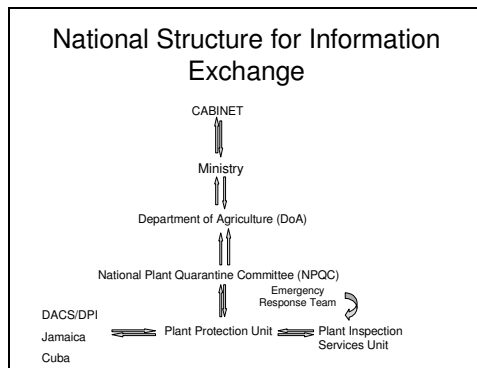 National Structure for Information
Exchange
CABINET
Ministry
Department of Agriculture (DoA)
National Plant Quarantine Committee (NPQC)
Emergency
Response Team
DACS/DPI
Jamaica
Cuba
Plant Protection Unit
Plant Inspection
Services Unit